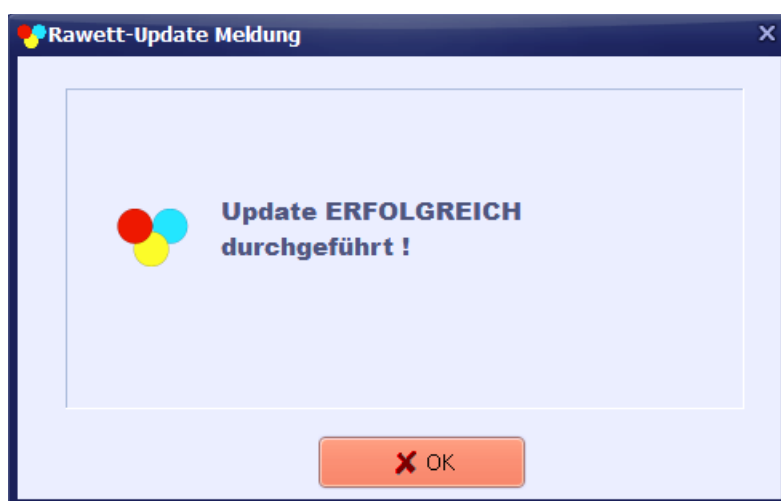 Rawett-Update Meldung
Update ERFOLGREICH
durchgeführt !
OK